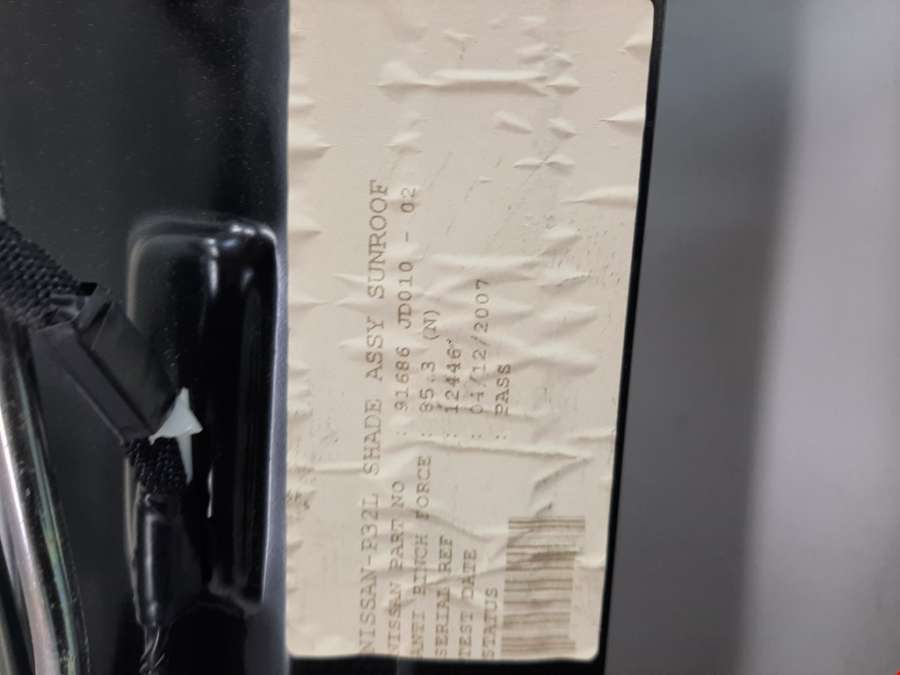 NISSAN-P32L SHADE ASSY SUNROOF
NISSAN PART NO : 91686 JD010 - 02
ANTI PINCH FORCE : 85.3 (N)
SERIAL REF : 12446
TEST DATE : 04/12/2007
STATUS : PASS